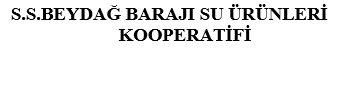 S.S.BEYDAĞ BARAJI SU ÜRÜNLERİ
KOOPERATİFİ